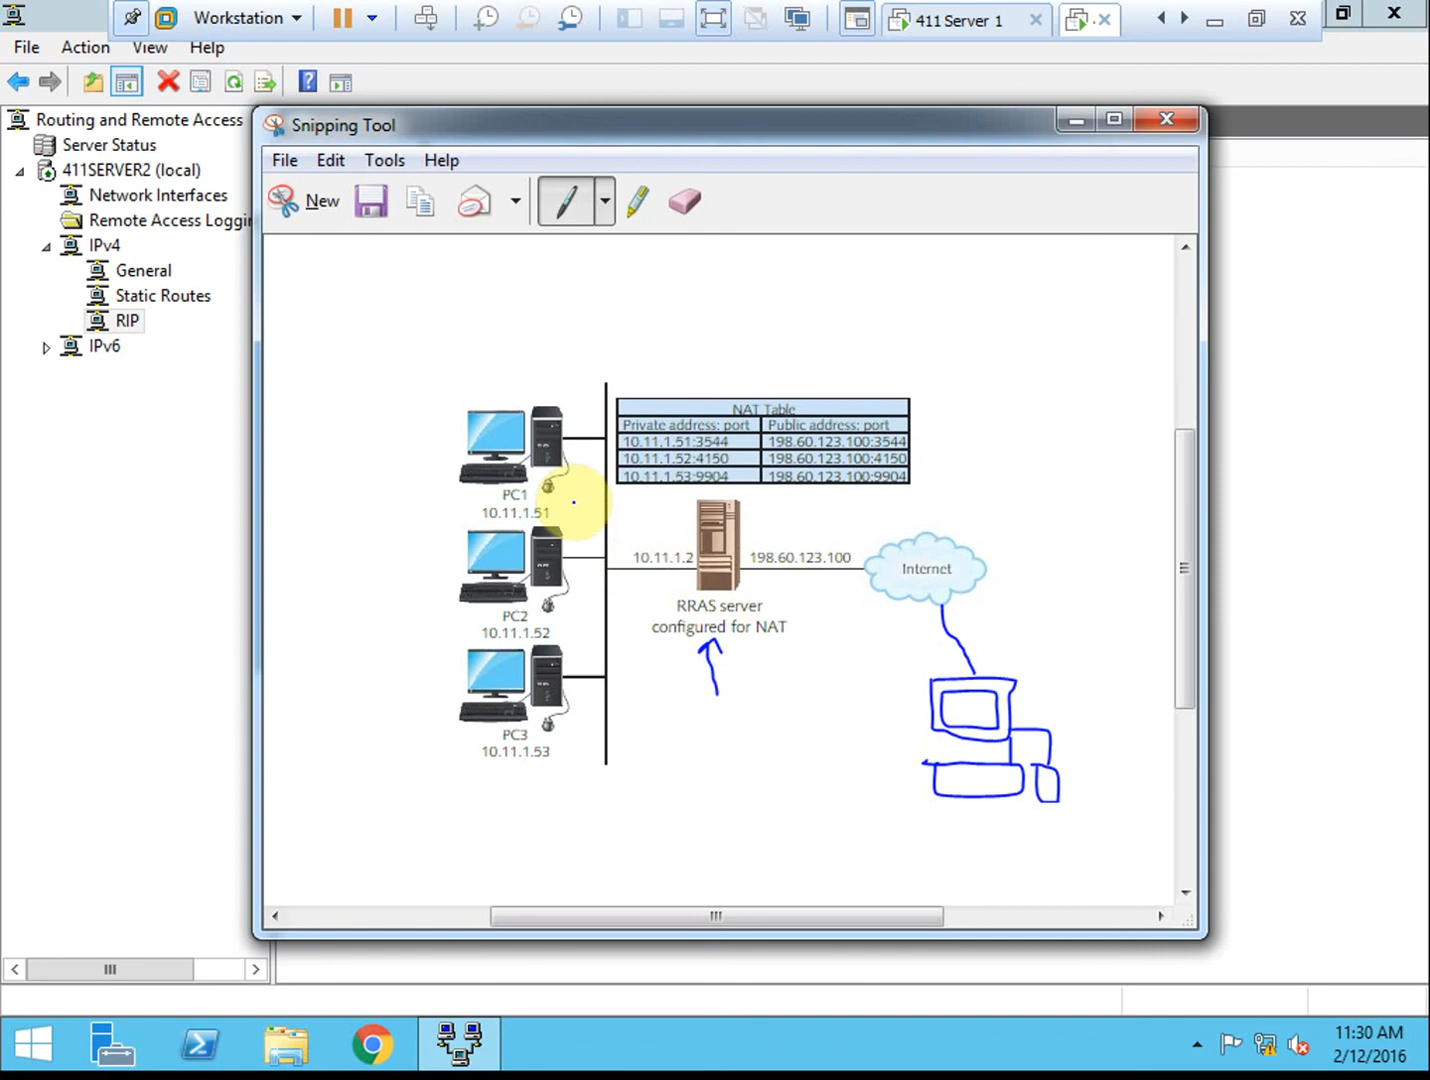 Workstation
411 Server 1
File Action View Help
Routing and Remote Access
Server Status
411SERVER2 (local)
Network Interfaces
Remote Access Loggin
IPv4
General
Static Routes
RIP
IPv6
Snipping Tool
File Edit Tools Help
New
NAT Table
Private address: port Public address: port
10.11.1.51:3544 198.60.123.100:3544
10.11.1.52:4150 198.60.123.100:4150
10.11.1.53:9904 198.60.123.100:9904
PC1
10.11.1.51
PC2
10.11.1.52
PC3
10.11.1.53
10.11.1.2
198.60.123.100
Internet
RRAS server
configured for NAT
11:30 AM
2/12/2016